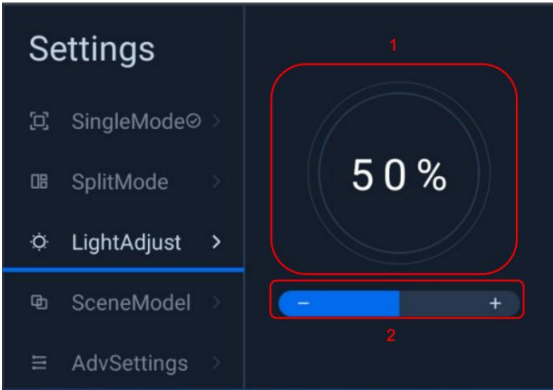 Settings
SingleMode
SplitMode
LightAdjust
SceneModel
AdvSettings
1
50%
− +
2